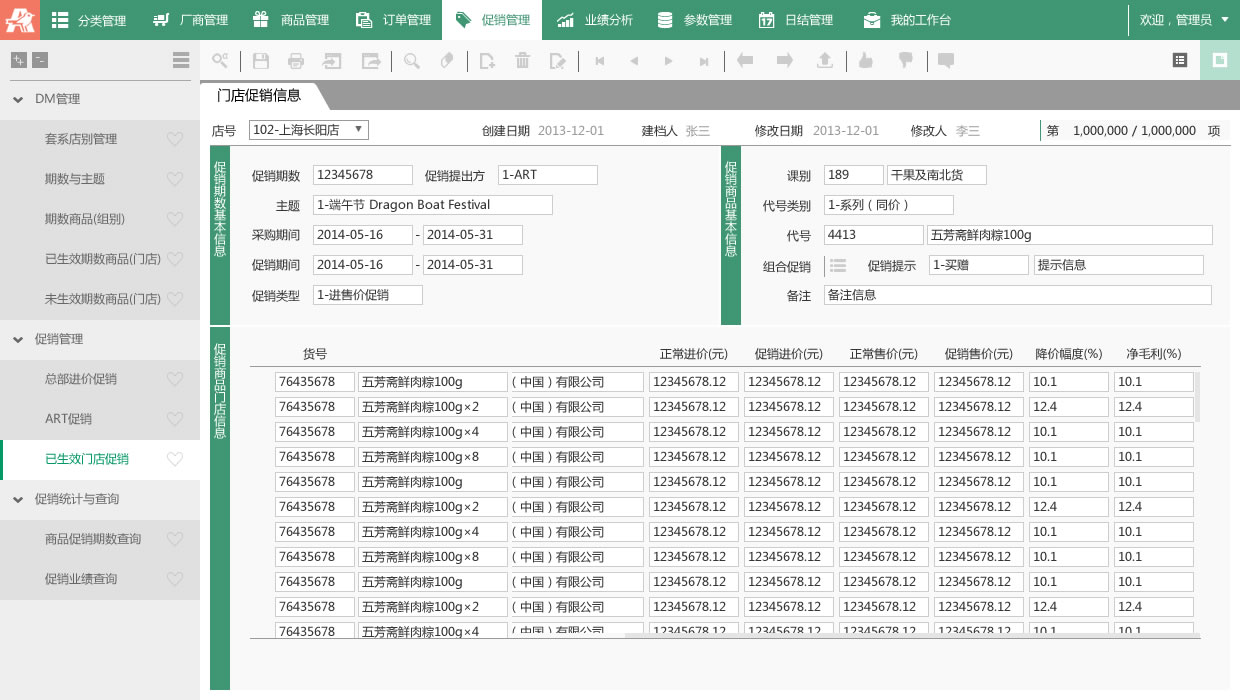 分类管理 厂商管理 商品管理 订单管理 促销管理 业绩分析 参数管理 日结管理 我的工作台 欢迎，管理员
DM管理
套系店别管理
期数与主题
期数商品(组别)
已生效期数商品(门店)
未生效期数商品(门店)
促销管理
总部进价促销
ART促销
已生效门店促销
促销统计与查询
商品促销期数查询
促销业绩查询
门店促销信息
店号 102-上海长阳店 创建日期 2013-12-01 建档人 张三 修改日期 2013-12-01 修改人 李三 第 1,000,000 / 1,000,000 项
促销期数基本信息
促销期数 12345678 促销提出方 1-ART
主题 1-端午节 Dragon Boat Festival
采购期间 2014-05-16 - 2014-05-31
促销期间 2014-05-16 - 2014-05-31
促销类型 1-进售价促销
促销商品基本信息
课别 189 干果及南北货
代号类别 1-系列（同价）
代号 4413 五芳斋鲜肉粽100g
组合促销 促销提示 1-买赠 提示信息
备注 备注信息
促销商品门店信息
货号 正常进价(元) 促销进价(元) 正常售价(元) 促销售价(元) 降价幅度(%) 净毛利(%)
76435678 五芳斋鲜肉粽100g （中国）有限公司 12345678.12 12345678.12 12345678.12 12345678.12 10.1 10.1
76435678 五芳斋鲜肉粽100g×2 （中国）有限公司 12345678.12 12345678.12 12345678.12 12345678.12 12.4 12.4
76435678 五芳斋鲜肉粽100g×4 （中国）有限公司 12345678.12 12345678.12 12345678.12 12345678.12 10.1 10.1
76435678 五芳斋鲜肉粽100g×8 （中国）有限公司 12345678.12 12345678.12 12345678.12 12345678.12 10.1 10.1
76435678 五芳斋鲜肉粽100g （中国）有限公司 12345678.12 12345678.12 12345678.12 12345678.12 10.1 10.1
76435678 五芳斋鲜肉粽100g×2 （中国）有限公司 12345678.12 12345678.12 12345678.12 12345678.12 12.4 12.4
76435678 五芳斋鲜肉粽100g×4 （中国）有限公司 12345678.12 12345678.12 12345678.12 12345678.12 10.1 10.1
76435678 五芳斋鲜肉粽100g×8 （中国）有限公司 12345678.12 12345678.12 12345678.12 12345678.12 10.1 10.1
76435678 五芳斋鲜肉粽100g （中国）有限公司 12345678.12 12345678.12 12345678.12 12345678.12 10.1 10.1
76435678 五芳斋鲜肉粽100g×2 （中国）有限公司 12345678.12 12345678.12 12345678.12 12345678.12 12.4 12.4
76435678 五芳斋鲜肉粽100g×4 （中国）有限公司 12345678.12 12345678.12 12345678.12 12345678.12 10.1 10.1